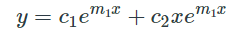 y = c₁e^{m₁x} + c₂xe^{m₁x}